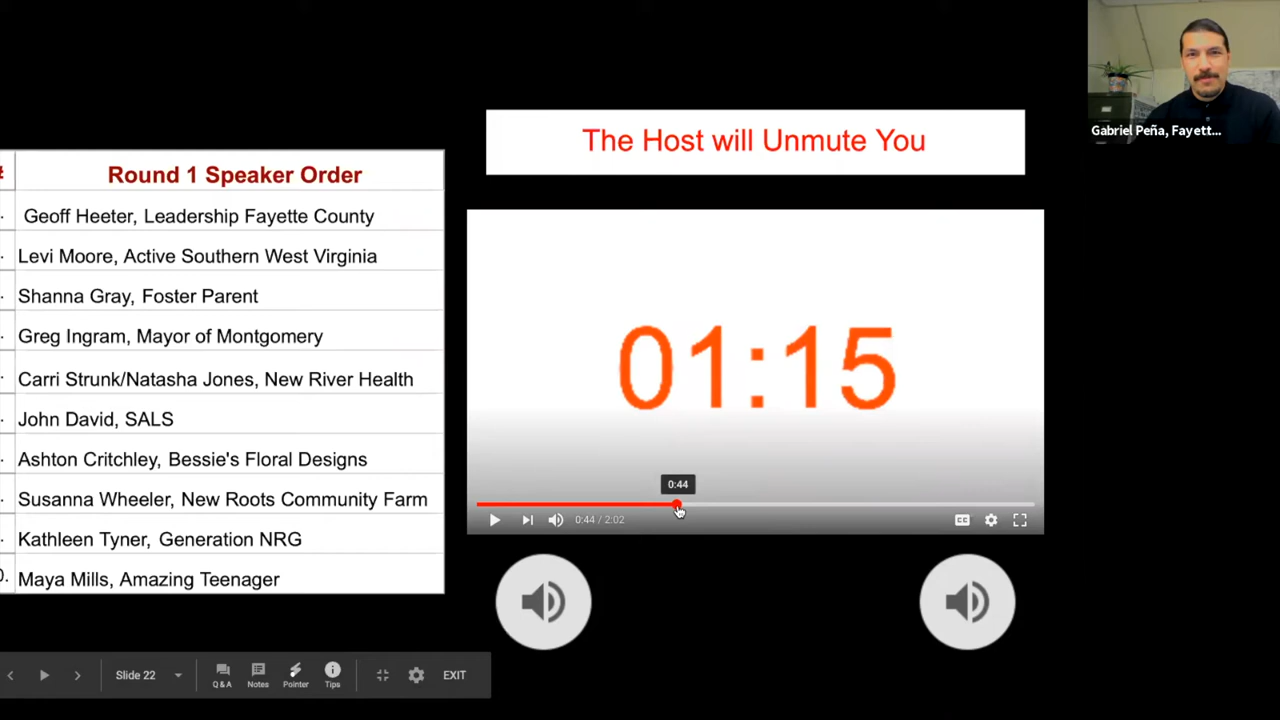 The Host will Unmute You
Gabriel Peña, Fayett...
Round 1 Speaker Order
Geoff Heeter, Leadership Fayette County
Levi Moore, Active Southern West Virginia
Shanna Gray, Foster Parent
Greg Ingram, Mayor of Montgomery
Carri Strunk/Natasha Jones, New River Health
John David, SALS
Ashton Critchley, Bessie's Floral Designs
Susanna Wheeler, New Roots Community Farm
Kathleen Tyner, Generation NRG
Maya Mills, Amazing Teenager
01:15
0:44
0:44 / 2:02
CC
Slide 22
Q&A
Notes
Pointer
Tips
EXIT